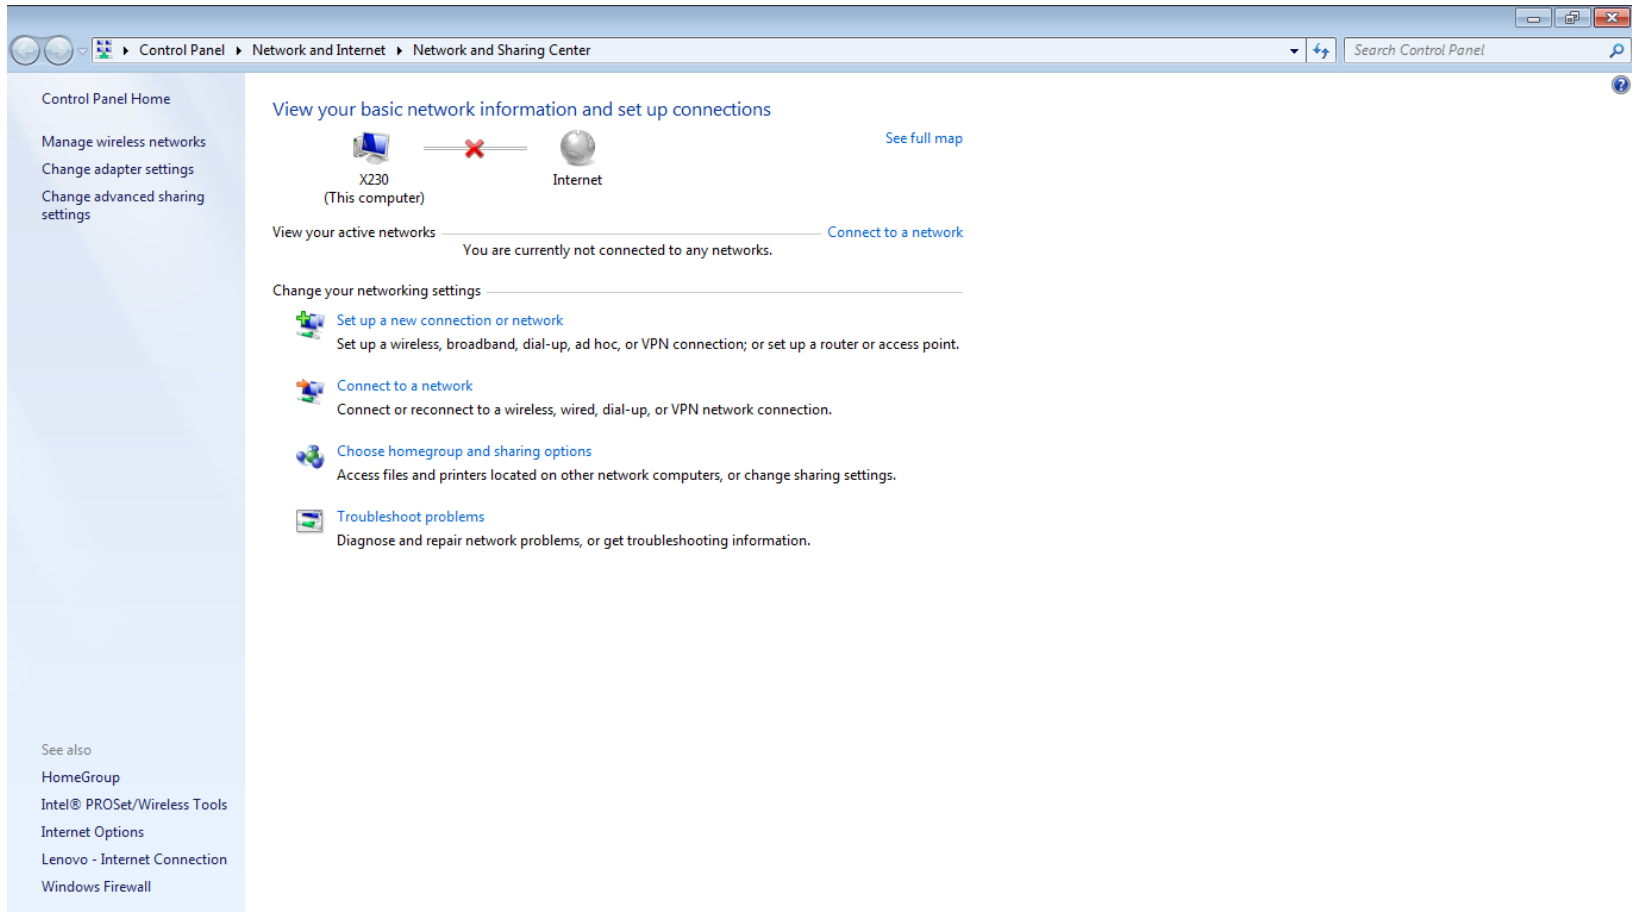 Control Panel ▸ Network and Internet ▸ Network and Sharing Center
Search Control Panel
Control Panel Home
Manage wireless networks
Change adapter settings
Change advanced sharing
settings
View your basic network information and set up connections
See full map
X230
(This computer)
Internet
View your active networks
Connect to a network
You are currently not connected to any networks.
Change your networking settings
Set up a new connection or network
Set up a wireless, broadband, dial-up, ad hoc, or VPN connection; or set up a router or access point.
Connect to a network
Connect or reconnect to a wireless, wired, dial-up, or VPN network connection.
Choose homegroup and sharing options
Access files and printers located on other network computers, or change sharing settings.
Troubleshoot problems
Diagnose and repair network problems, or get troubleshooting information.
See also
HomeGroup
Intel® PROSet/Wireless Tools
Internet Options
Lenovo - Internet Connection
Windows Firewall